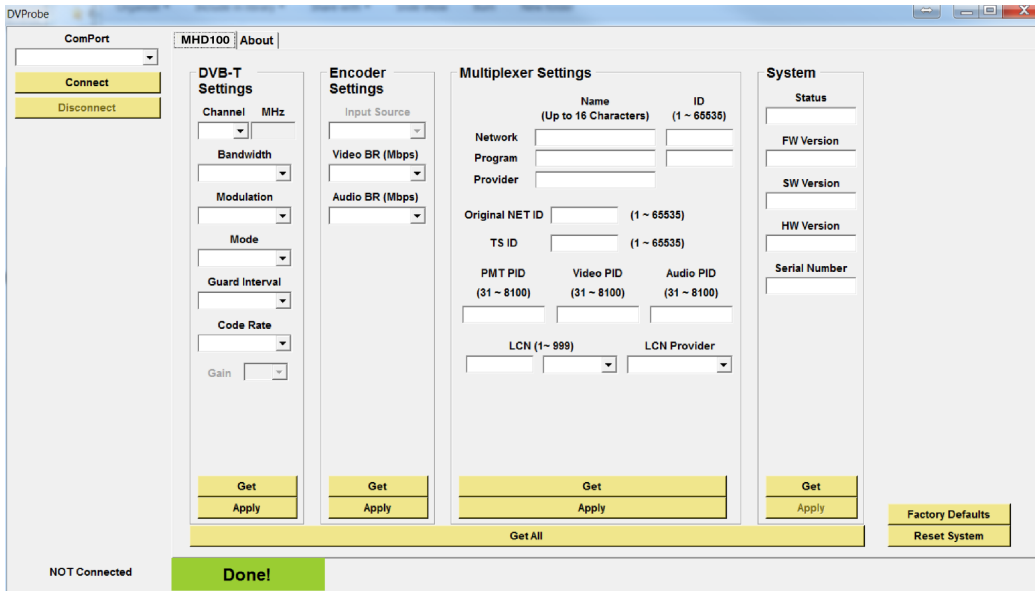 DVProbe
ComPort
Connect
Disconnect
MHD100 About
DVB-T
Settings
Channel MHz
Bandwidth
Modulation
Mode
Guard Interval
Code Rate
Gain
Get
Apply
Encoder
Settings
Input Source
Video BR (Mbps)
Audio BR (Mbps)
Get
Apply
Multiplexer Settings
Name ID
(Up to 16 Characters) (1 ~ 65535)
Network
Program
Provider
Original NET ID (1 ~ 65535)
TS ID (1 ~ 65535)
PMT PID Video PID Audio PID
(31 ~ 8100) (31 ~ 8100) (31 ~ 8100)
LCN (1~ 999) LCN Provider
Get
Apply
System
Status
FW Version
SW Version
HW Version
Serial Number
Get
Apply
Get All
Factory Defaults
Reset System
NOT Connected
Done!